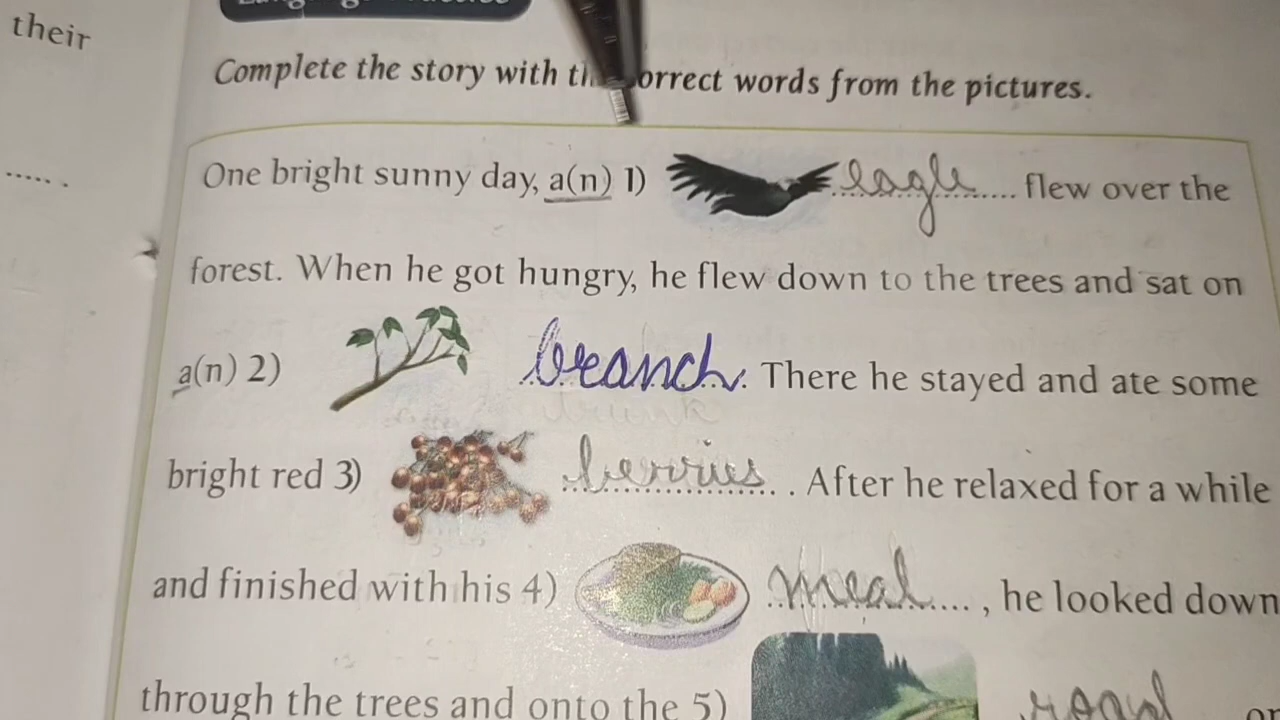 their
Complete the story with orrect words from the pictures.
.....
One bright sunny day, a(n) 1) eagle ...... flew over the
forest. When he got hungry, he flew down to the trees and sat on
a(n) 2) branch. There he stayed and ate some
trunk
bright red 3) berries . After he relaxed for a while
and finished with his 4) meal ...., he looked down
through the trees and onto the 5) road